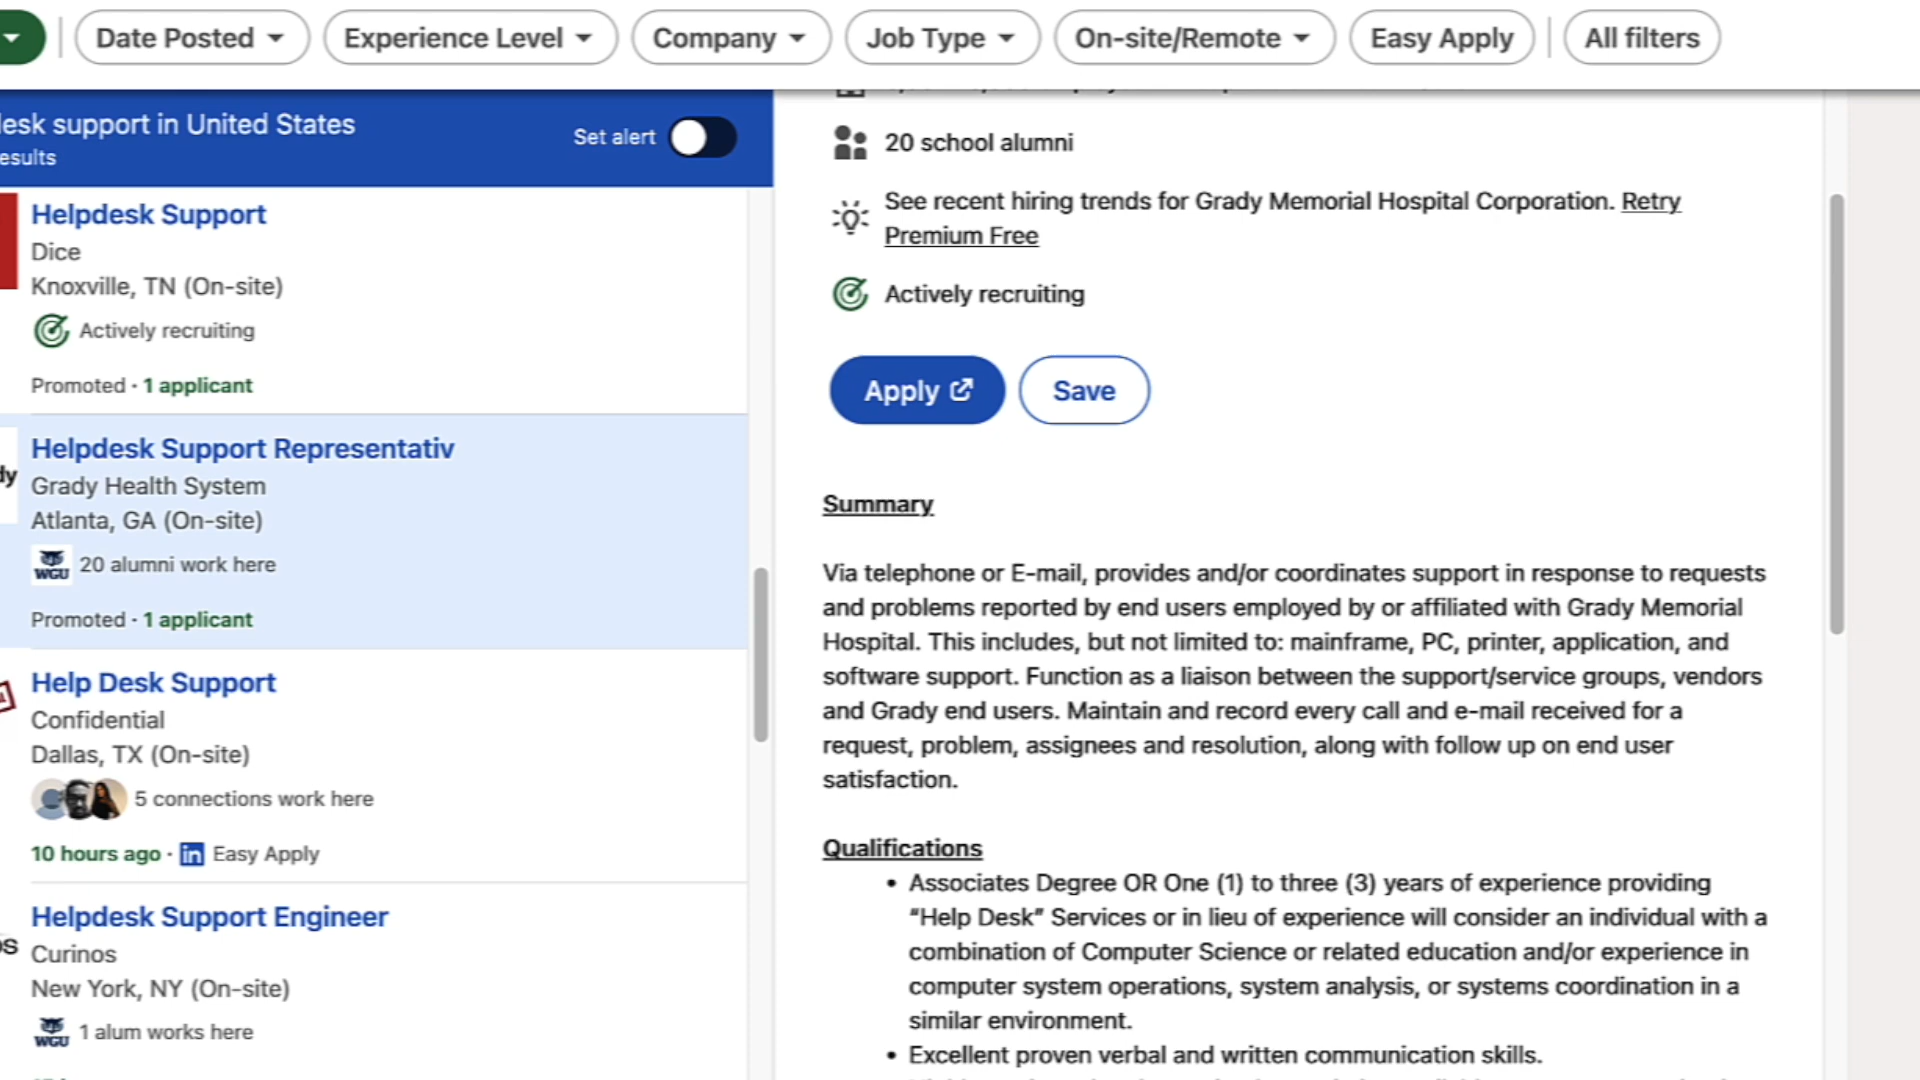 Date Posted
Experience Level
Company
Job Type
On-site/Remote
Easy Apply
All filters
esk support in United States
esults
Set alert
Helpdesk Support
Dice
Knoxville, TN (On-site)
Actively recruiting
Promoted · 1 applicant
dy
Helpdesk Support Representativ
Grady Health System
Atlanta, GA (On-site)
WGU
20 alumni work here
Promoted · 1 applicant
Help Desk Support
Confidential
Dallas, TX (On-site)
5 connections work here
10 hours ago · in Easy Apply
os
Helpdesk Support Engineer
Curinos
New York, NY (On-site)
WGU
1 alum works here
20 school alumni
See recent hiring trends for Grady Memorial Hospital Corporation. Retry
Premium Free
Actively recruiting
Apply
Save
Summary
Via telephone or E-mail, provides and/or coordinates support in response to requests
and problems reported by end users employed by or affiliated with Grady Memorial
Hospital. This includes, but not limited to: mainframe, PC, printer, application, and
software support. Function as a liaison between the support/service groups, vendors
and Grady end users. Maintain and record every call and e-mail received for a
request, problem, assignees and resolution, along with follow up on end user
satisfaction.
Qualifications
• Associates Degree OR One (1) to three (3) years of experience providing
“Help Desk” Services or in lieu of experience will consider an individual with a
combination of Computer Science or related education and/or experience in
computer system operations, system analysis, or systems coordination in a
similar environment.
• Excellent proven verbal and written communication skills.